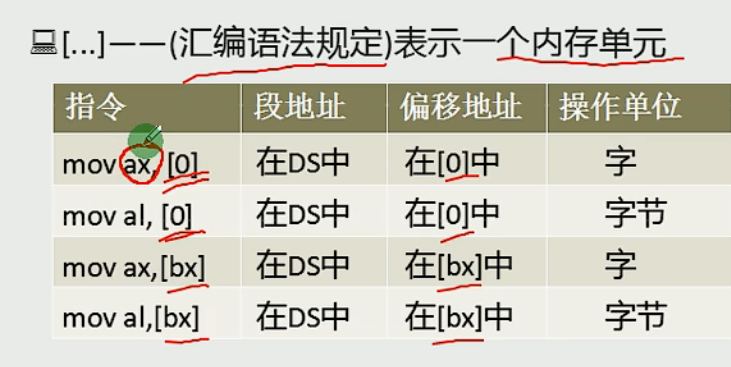 [...]——(汇编语法规定)表示一个内存单元
指令 段地址 偏移地址 操作单位
mov ax, [0] 在DS中 在[0]中 字
mov al, [0] 在DS中 在[0]中 字节
mov ax,[bx] 在DS中 在[bx]中 字
mov al,[bx] 在DS中 在[bx]中 字节